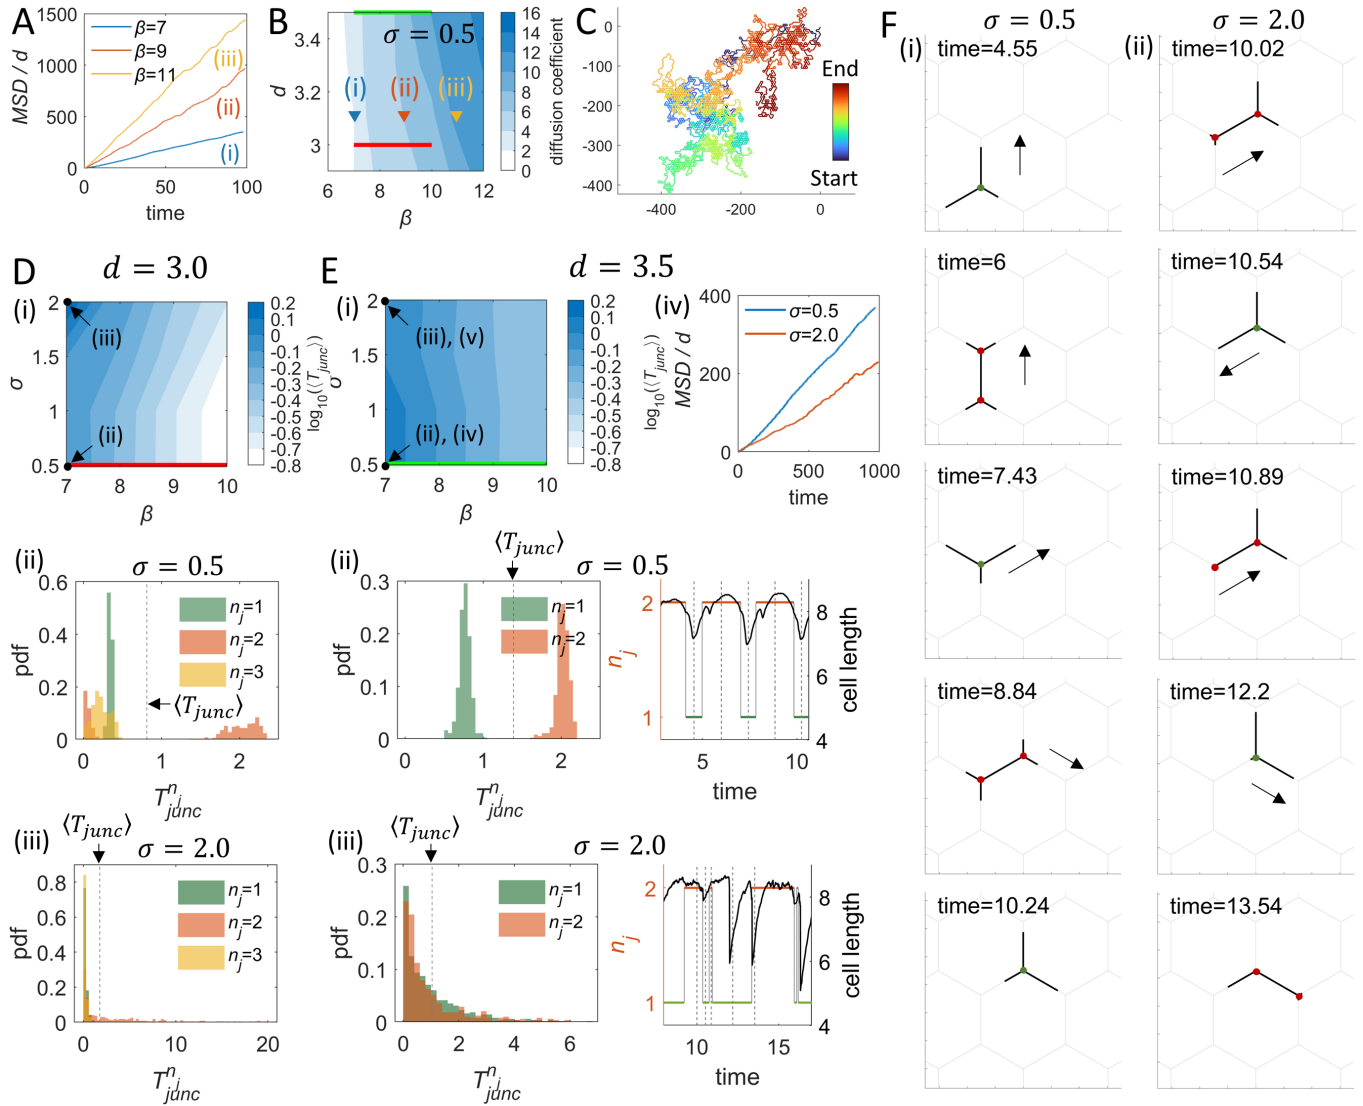 A
1500
1000
500
0
MSD / d
β=7
β=9
β=11
(iii)
(ii)
(i)
0 50 100
time
B
3.4
3.2
3
d
σ = 0.5
(i) (ii) (iii)
6 8 10 12
β
16
14
12
10
8
6
4
2
0
diffusion coefficient
C
0
-100
-200
-300
-400
-400 -200 0
End
Start
D d = 3.0
(i)
2
1.5
1
0.5
σ
(iii)
(ii)
7 8 9 10
β
0.2
0.1
0
-0.1
-0.2
-0.3
-0.4
-0.5
-0.6
-0.7
-0.8
log10(⟨Tjunc⟩)
(ii) σ = 0.5
0.6
0.4
0.2
0
pdf
nj=1
nj=2
nj=3
⟨Tjunc⟩
0 1 2
T^nj_junc
(iii) ⟨Tjunc⟩ σ = 2.0
0.8
0.6
0.4
0.2
0
pdf
nj=1
nj=2
nj=3
0 10 20
T^nj_junc
E d = 3.5
(i)
2
1.5
1
0.5
σ
(iii), (v)
(ii), (iv)
7 8 9 10
β
0.2
0.1
0
-0.1
-0.2
-0.3
-0.4
-0.5
-0.6
-0.7
-0.8
log10(⟨Tjunc⟩)
(iv)
400
200
0
MSD / d
σ=0.5
σ=2.0
0 500 1000
time
(ii) ⟨Tjunc⟩ σ = 0.5
0.3
0.2
0.1
0
pdf
nj=1
nj=2
0 1 2
T^nj_junc
2
1
nj
8
6
4
cell length
5 10
time
(iii) ⟨Tjunc⟩ σ = 2.0
0.3
0.2
0.1
0
pdf
nj=1
nj=2
0 2 4 6
T^nj_junc
2
1
nj
8
6
4
cell length
10 15
time
F σ = 0.5 σ = 2.0
(i)
time=4.55
time=6
time=7.43
time=8.84
time=10.24
(ii)
time=10.02
time=10.54
time=10.89
time=12.2
time=13.54